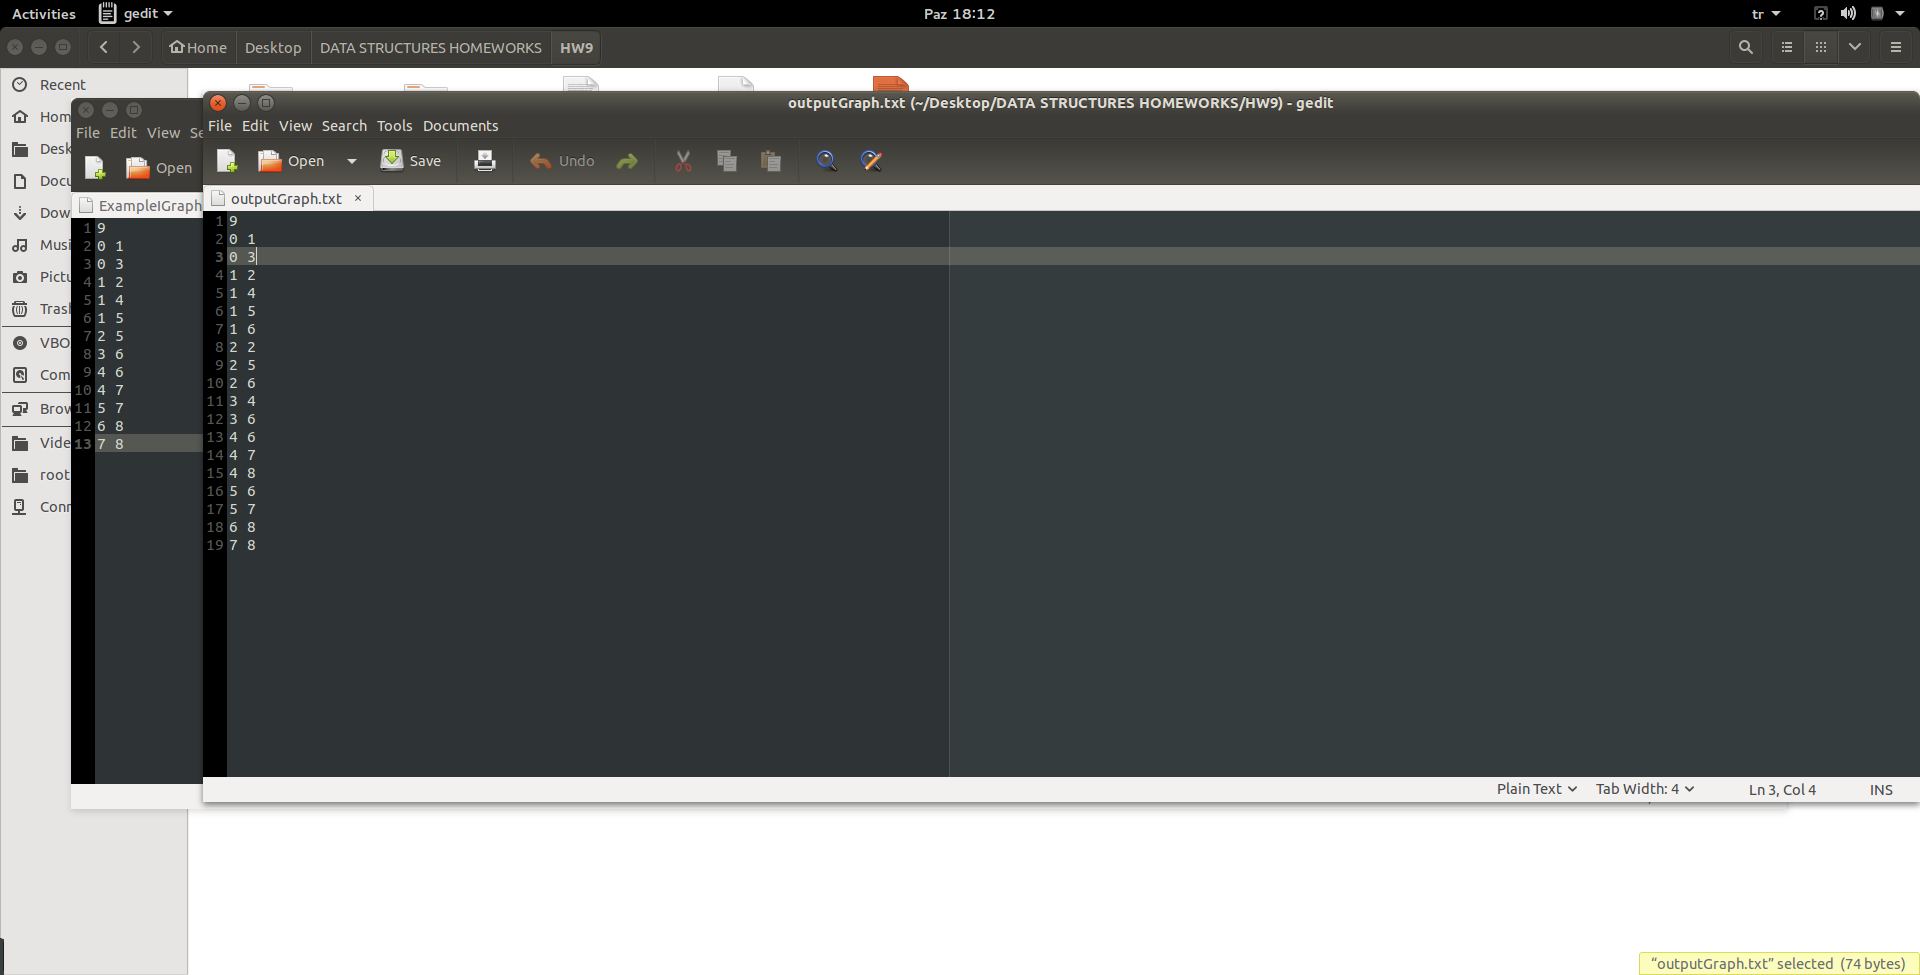 Activities gedit Paz 18:12 tr
Home Desktop DATA STRUCTURES HOMEWORKS HW9
Recent
Hom
Desk
Docu
Dow
Musi
Pictu
Tras
VBO
Com
Brow
Vide
root
Conn
File Edit View Se
Open
ExampleIGraph
1 9
2 0 1
3 0 3
4 1 2
5 1 4
6 1 5
7 2 5
8 3 6
9 4 6
10 4 7
11 5 7
12 6 8
13 7 8
outputGraph.txt (~/Desktop/DATA STRUCTURES HOMEWORKS/HW9) - gedit
File Edit View Search Tools Documents
Open Save Undo
outputGraph.txt ×
1 9
2 0 1
3 0 3
4 1 2
5 1 4
6 1 5
7 1 6
8 2 2
9 2 5
10 2 6
11 3 4
12 3 6
13 4 6
14 4 7
15 4 8
16 5 6
17 5 7
18 6 8
19 7 8
Plain Text Tab Width: 4 Ln 3, Col 4 INS
“outputGraph.txt” selected (74 bytes)